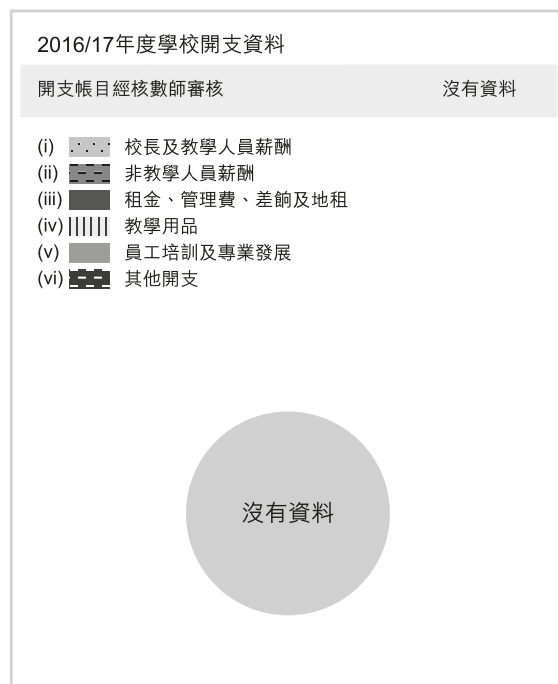 2016/17年度學校開支資料
開支帳目經核數師審核 沒有資料
(i) 校長及教學人員薪酬
(ii) 非教學人員薪酬
(iii) 租金、管理費、差餉及地租
(iv) 教學用品
(v) 員工培訓及專業發展
(vi) 其他開支
沒有資料